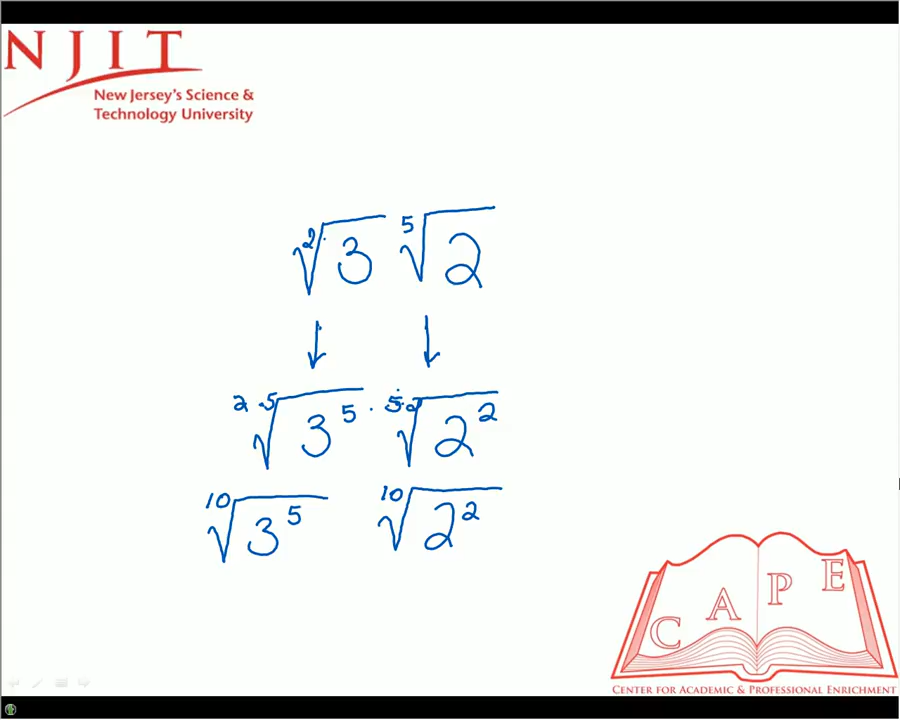 NJIT
New Jersey's Science &
Technology University
²√3 ⁵√2
↓ ↓
²·⁵√3⁵ · ⁵·²√2²
¹⁰√3⁵ ¹⁰√2²
CAPE
CENTER FOR ACADEMIC & PROFESSIONAL ENRICHMENT